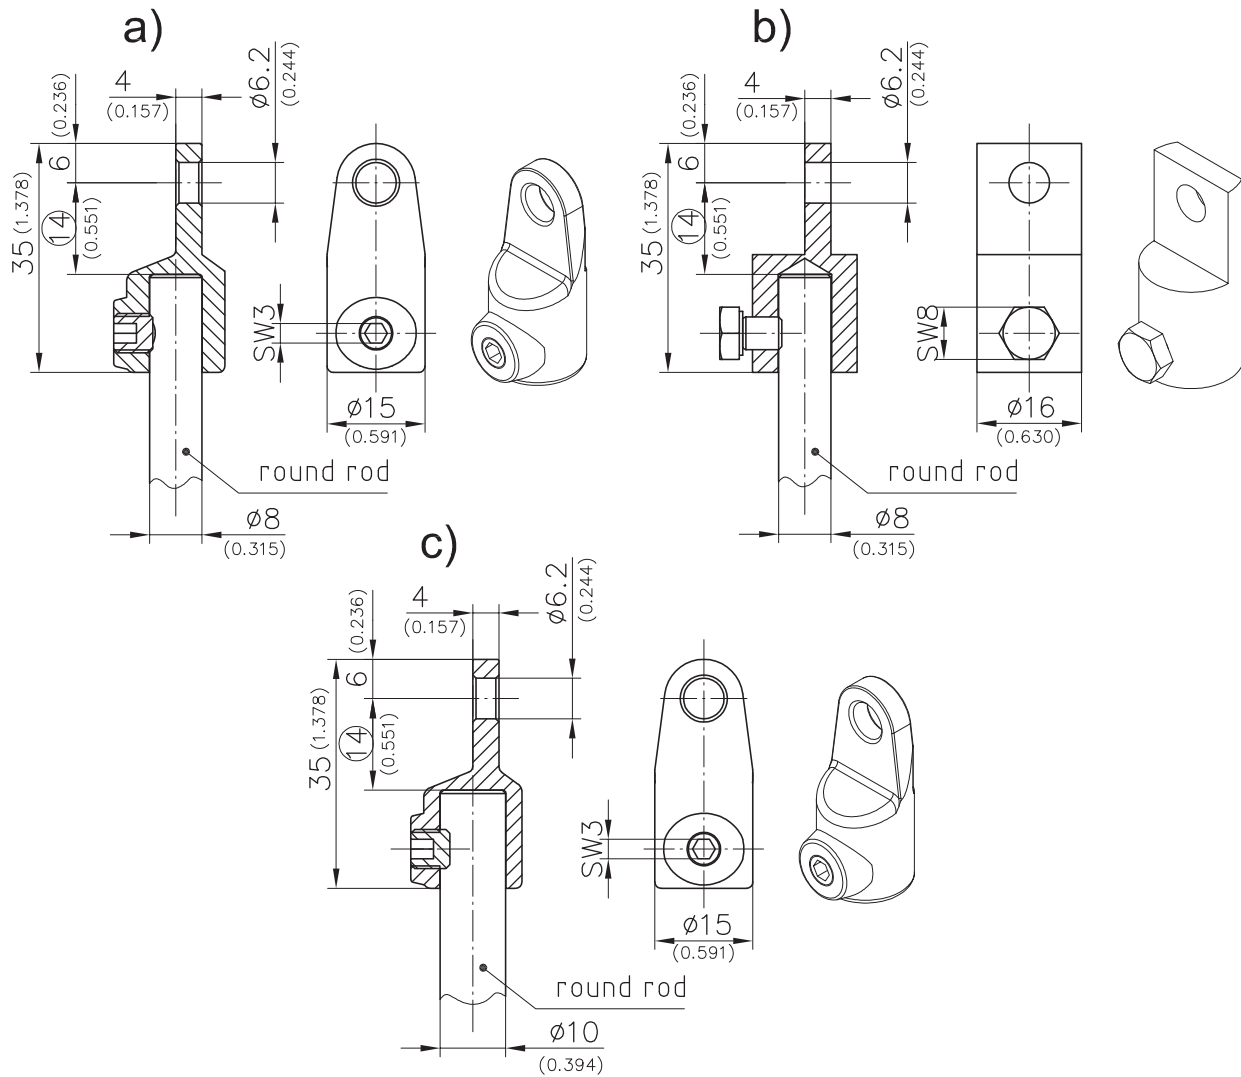 a)
4
(0.157)
ø6.2
(0.244)
(0.236)
6
35 (1.378)
14
(0.551)
SW3
ø15
(0.591)
round rod
ø8
(0.315)
b)
4
(0.157)
ø6.2
(0.244)
(0.236)
6
35 (1.378)
14
(0.551)
SW8
ø16
(0.630)
round rod
ø8
(0.315)
c)
4
(0.157)
ø6.2
(0.244)
(0.236)
6
35 (1.378)
14
(0.551)
SW3
ø15
(0.591)
round rod
ø10
(0.394)